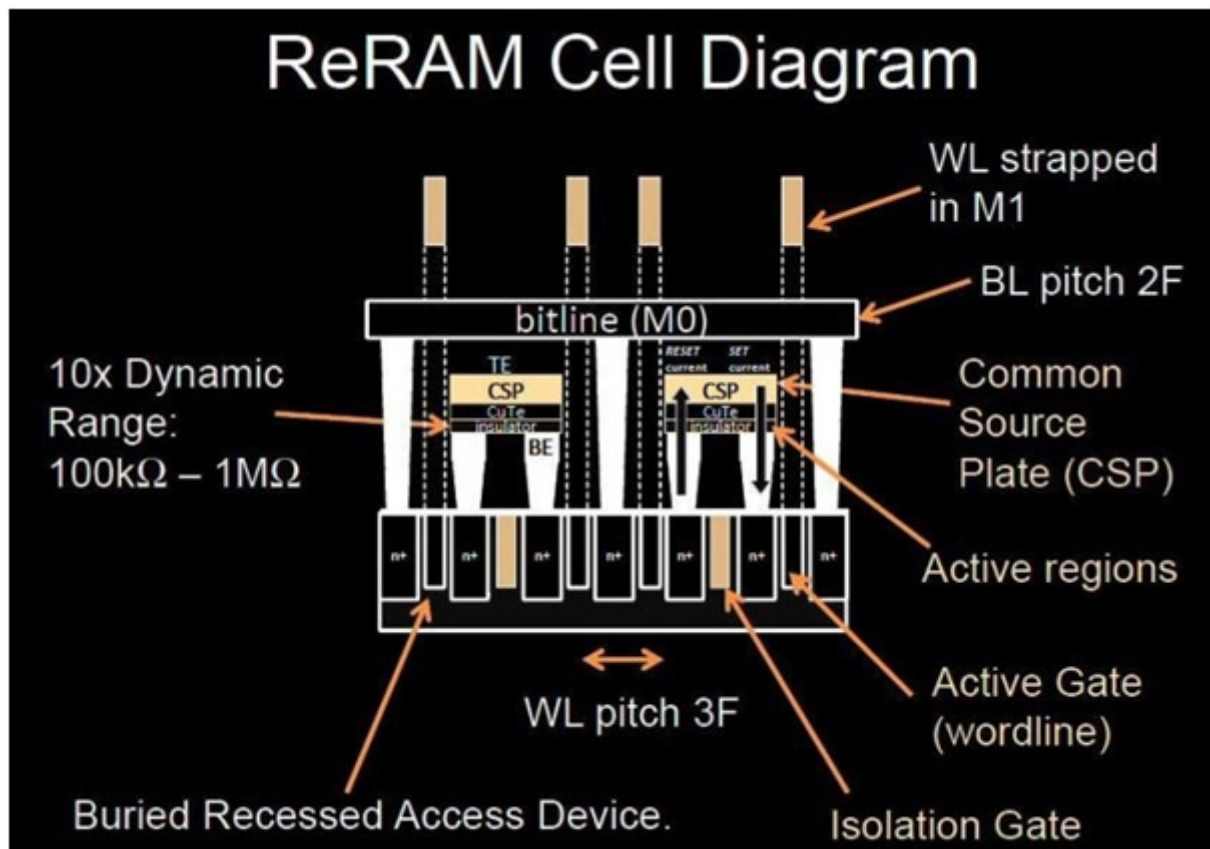 ReRAM Cell Diagram
WL strapped
in M1
BL pitch 2F
bitline (M0)
10x Dynamic
Range:
100kΩ – 1MΩ
TE
CSP
CuTe
insulator
BE
RESET
current
SET
current
CSP
CuTe
insulator
Common
Source
Plate (CSP)
n+ n+ n+ n+ n+ n+ n+
Active regions
WL pitch 3F
Active Gate
(wordline)
Buried Recessed Access Device.
Isolation Gate